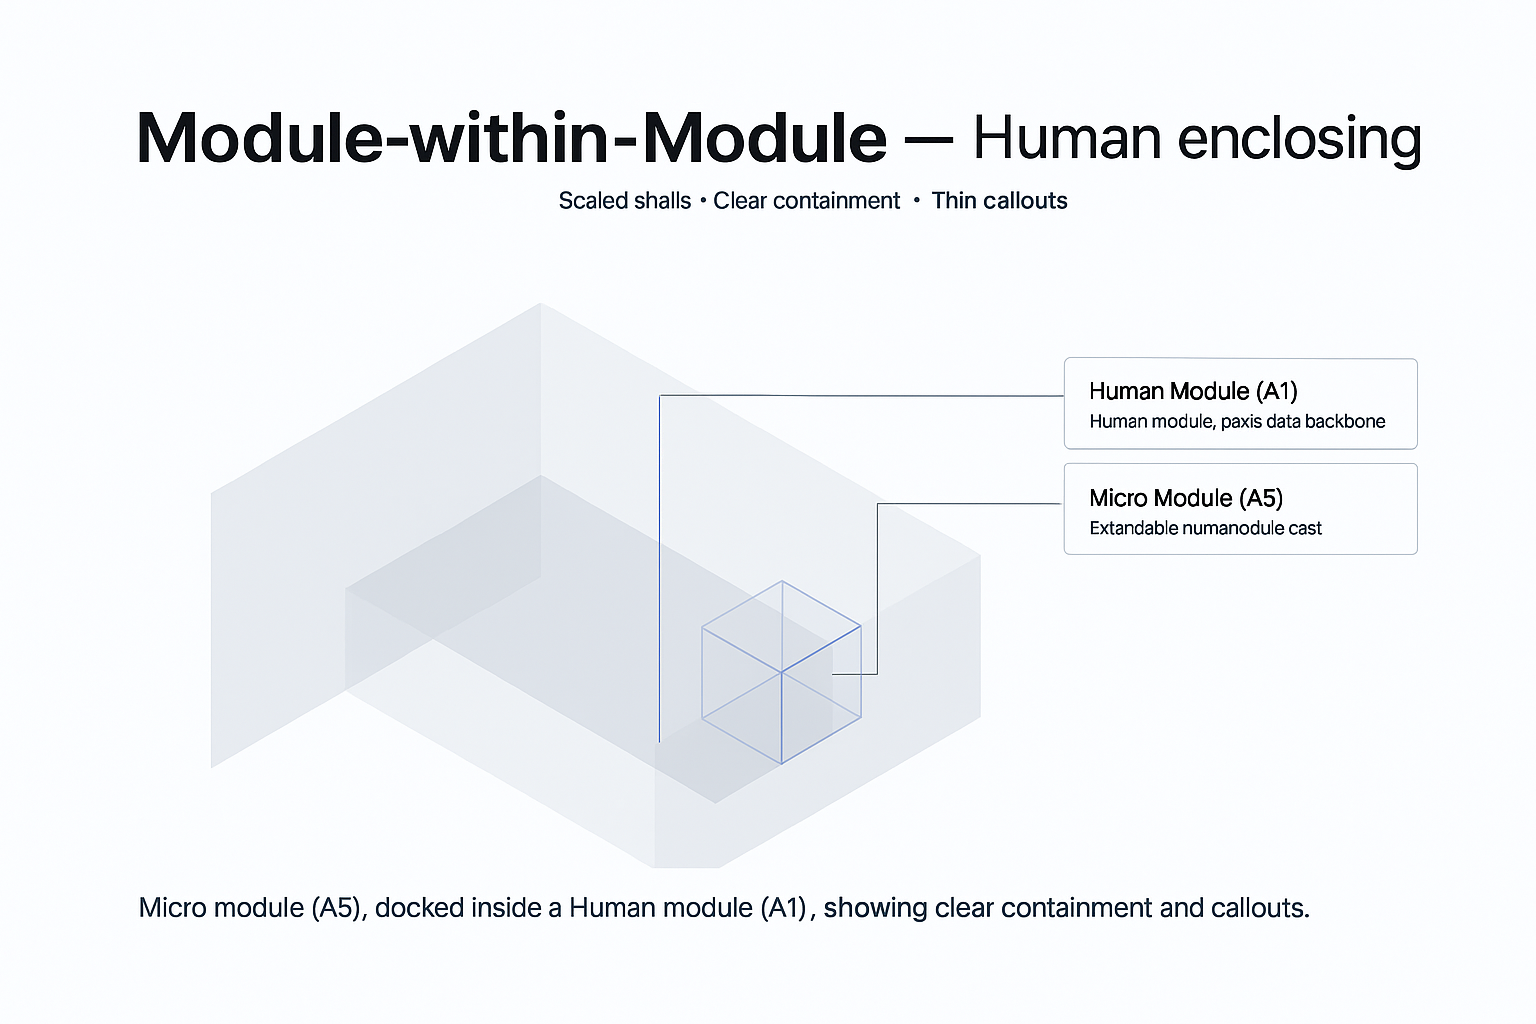 Module-within-Module — Human enclosing
Scaled shalls • Clear containment • Thin callouts
Human Module (A1)
Human module, paxis data backbone
Micro Module (A5)
Extandable numanodule cast
Micro module (A5), docked inside a Human module (A1), showing clear containment and callouts.